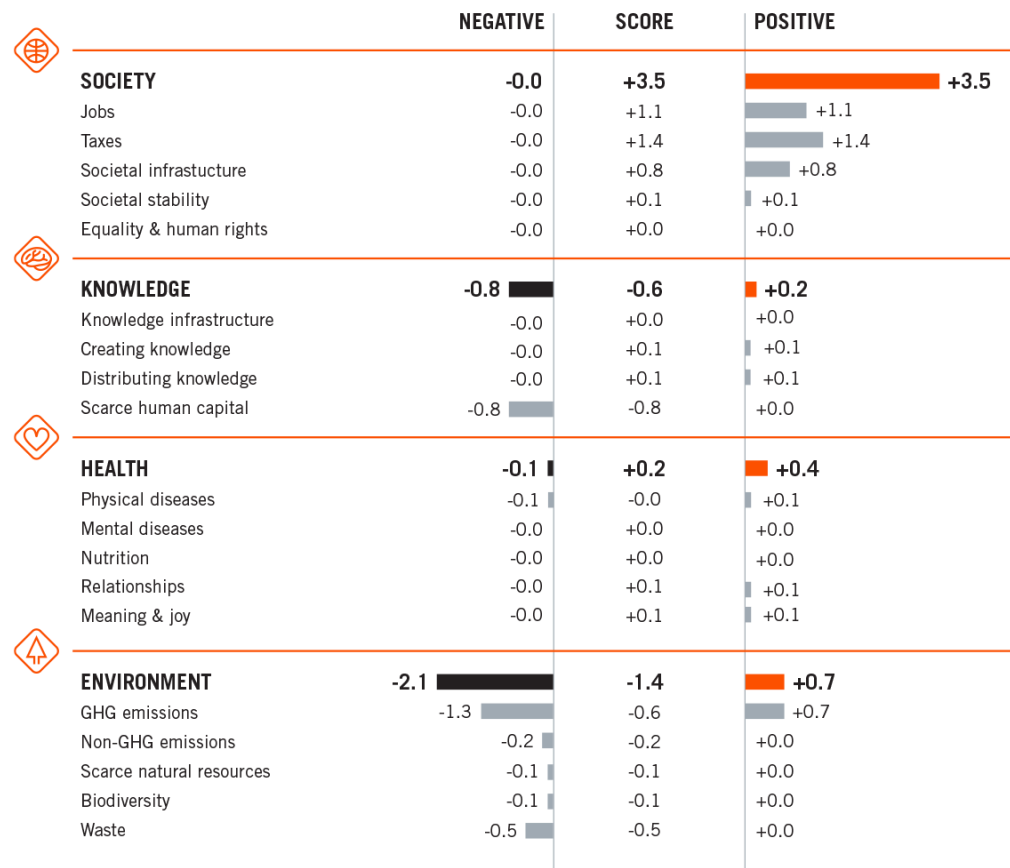 NEGATIVE SCORE POSITIVE
SOCIETY -0.0 +3.5 +3.5
Jobs -0.0 +1.1 +1.1
Taxes -0.0 +1.4 +1.4
Societal infrastucture -0.0 +0.8 +0.8
Societal stability -0.0 +0.1 +0.1
Equality & human rights -0.0 +0.0 +0.0
KNOWLEDGE -0.8 -0.6 +0.2
Knowledge infrastructure -0.0 +0.0 +0.0
Creating knowledge -0.0 +0.1 +0.1
Distributing knowledge -0.0 +0.1 +0.1
Scarce human capital -0.8 -0.8 +0.0
HEALTH -0.1 +0.2 +0.4
Physical diseases -0.1 -0.0 +0.1
Mental diseases -0.0 +0.0 +0.0
Nutrition -0.0 +0.0 +0.0
Relationships -0.0 +0.1 +0.1
Meaning & joy -0.0 +0.1 +0.1
ENVIRONMENT -2.1 -1.4 +0.7
GHG emissions -1.3 -0.6 +0.7
Non-GHG emissions -0.2 -0.2 +0.0
Scarce natural resources -0.1 -0.1 +0.0
Biodiversity -0.1 -0.1 +0.0
Waste -0.5 -0.5 +0.0